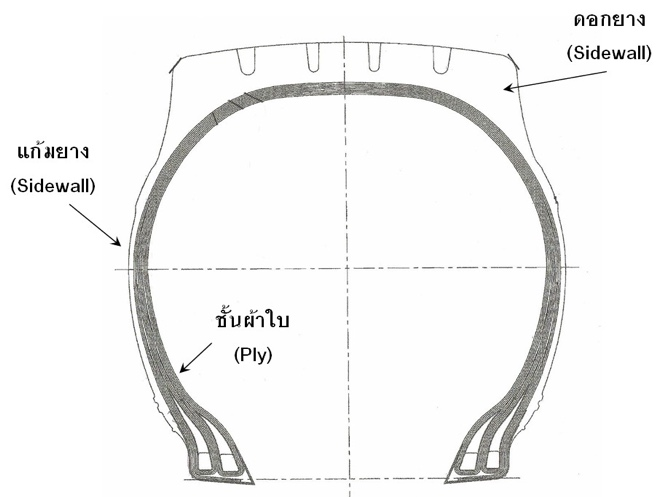 ดอกยาง
(Sidewall)
แก้มยาง
(Sidewall)
ชั้นผ้าใบ
(Ply)